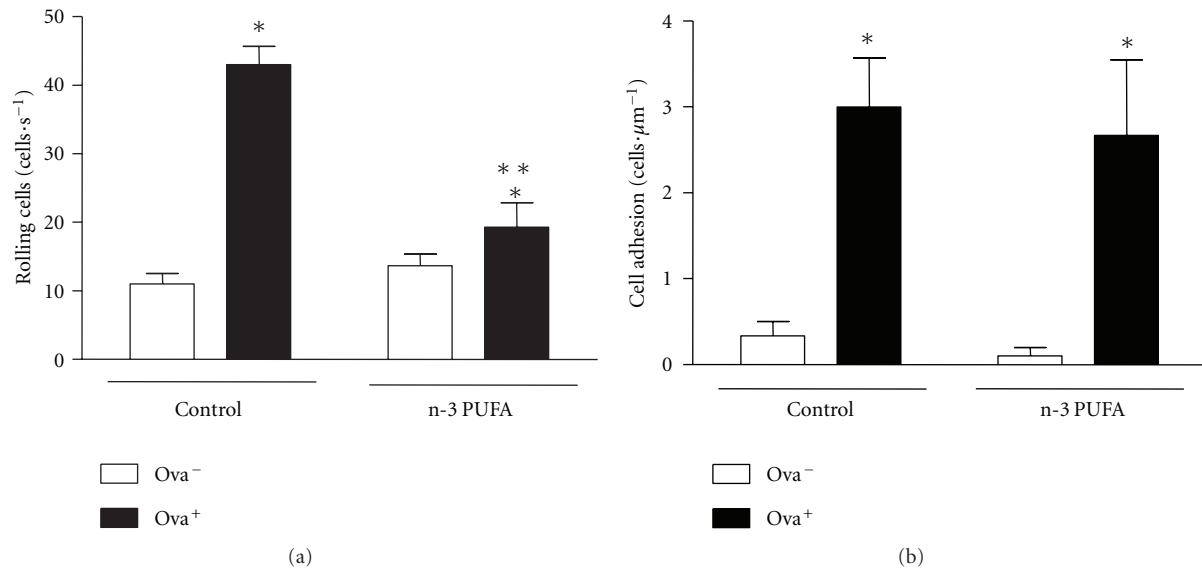 50
40
30
20
10
0
Rolling cells (cells·s⁻¹)
*
**
*
Control
n-3 PUFA
Ova⁻
Ova⁺
(a)
4
3
2
1
0
Cell adhesion (cells·µm⁻¹)
*
*
Control
n-3 PUFA
Ova⁻
Ova⁺
(b)